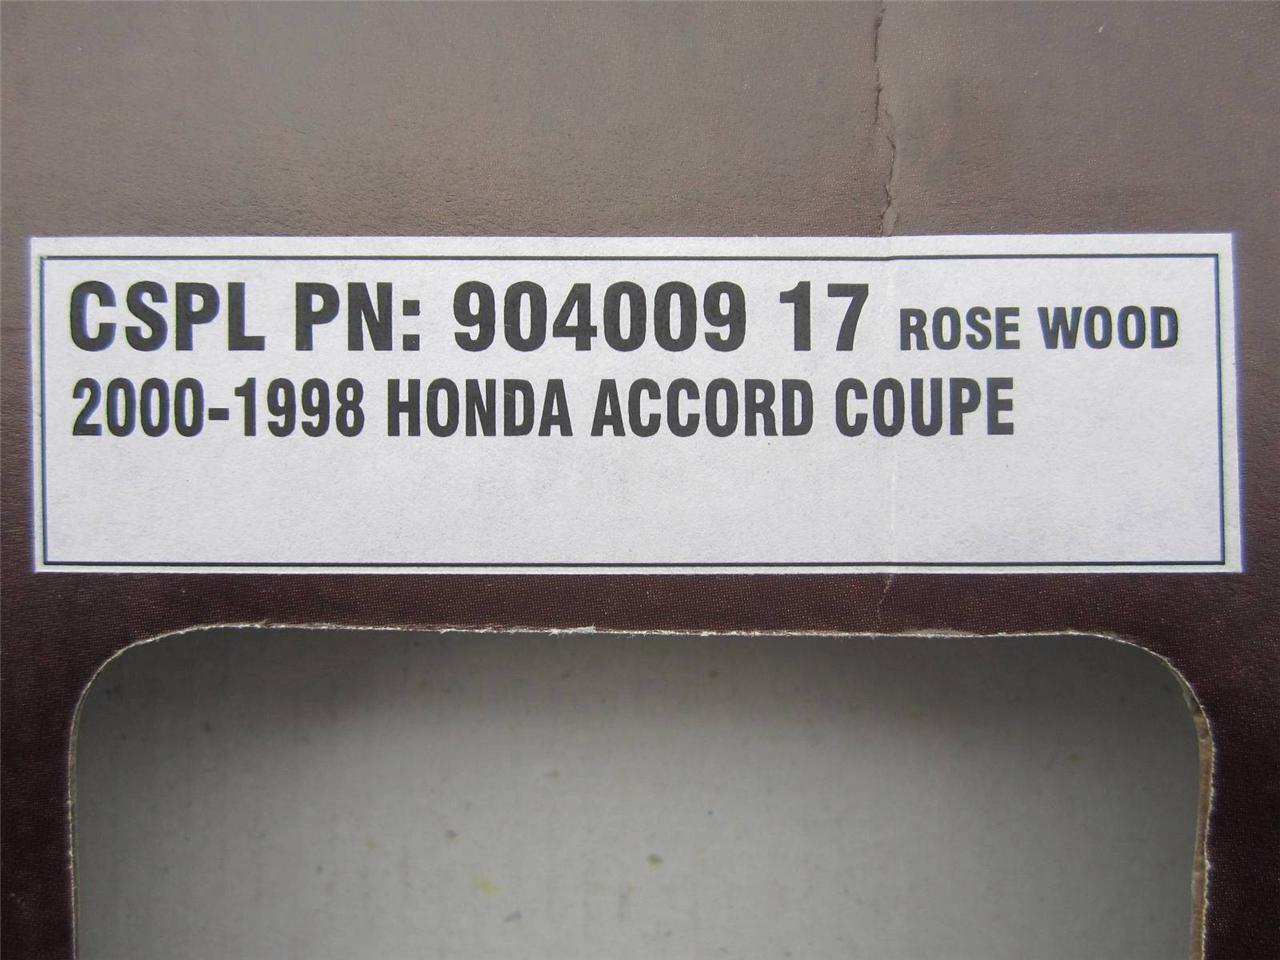 CSPL PN: 904009 17 ROSE WOOD
2000-1998 HONDA ACCORD COUPE